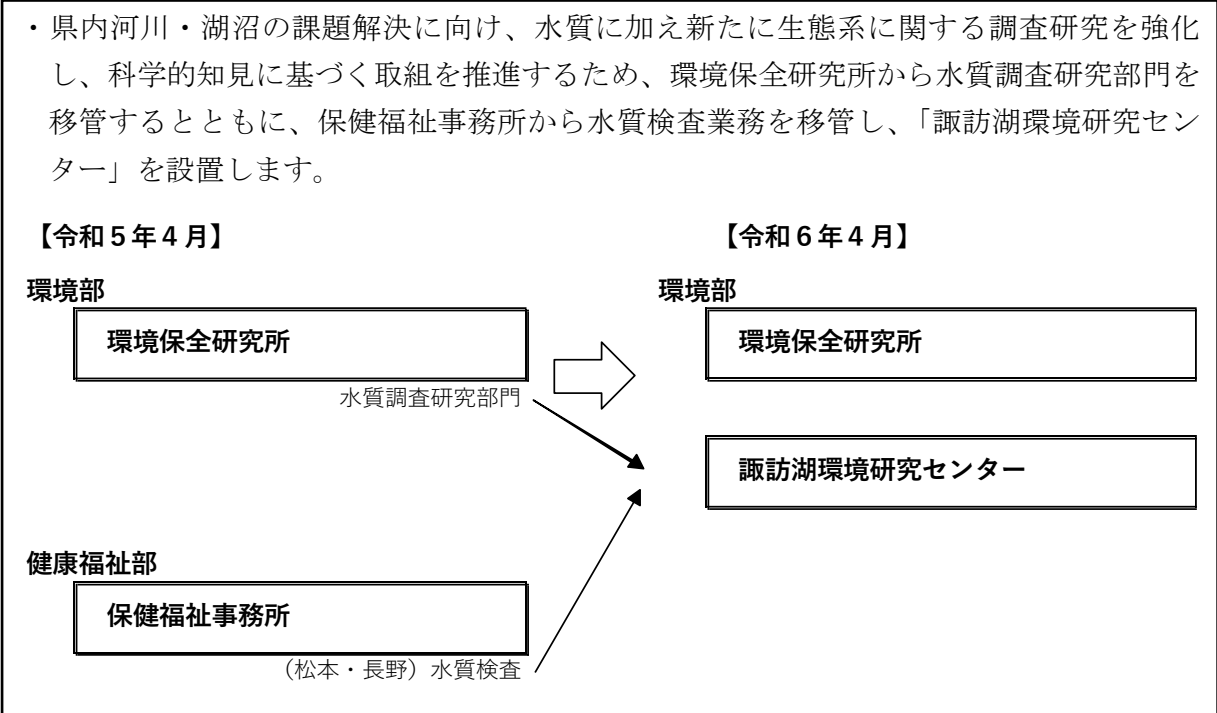 ・県内河川・湖沼の課題解決に向け、水質に加え新たに生態系に関する調査研究を強化
し、科学的知見に基づく取組を推進するため、環境保全研究所から水質調査研究部門を
移管するとともに、保健福祉事務所から水質検査業務を移管し、「諏訪湖環境研究セン
ター」を設置します。
【令和５年４月】
【令和６年４月】
環境部
環境部
環境保全研究所
環境保全研究所
水質調査研究部門
諏訪湖環境研究センター
健康福祉部
保健福祉事務所
（松本・長野）水質検査